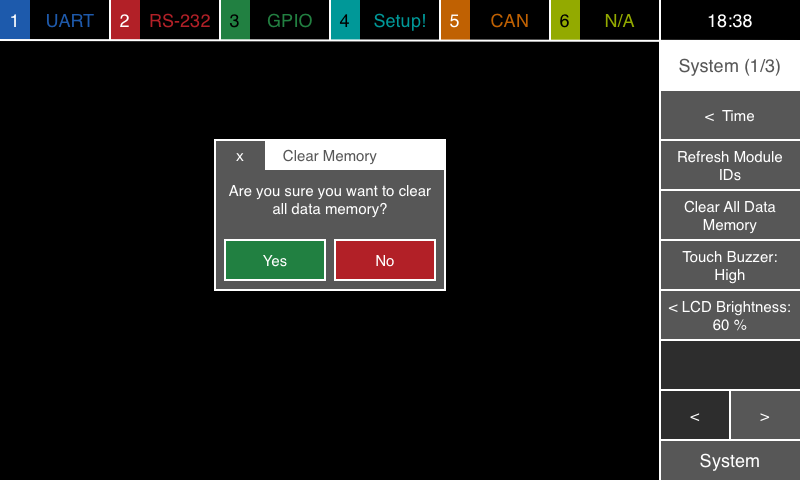 1 UART 2 RS-232 3 GPIO 4 Setup! 5 CAN 6 N/A 18:38
System (1/3)
< Time
Refresh Module
IDs
Clear All Data
Memory
Touch Buzzer:
High
< LCD Brightness:
60 %
< >
System
x Clear Memory
Are you sure you want to clear
all data memory?
Yes No